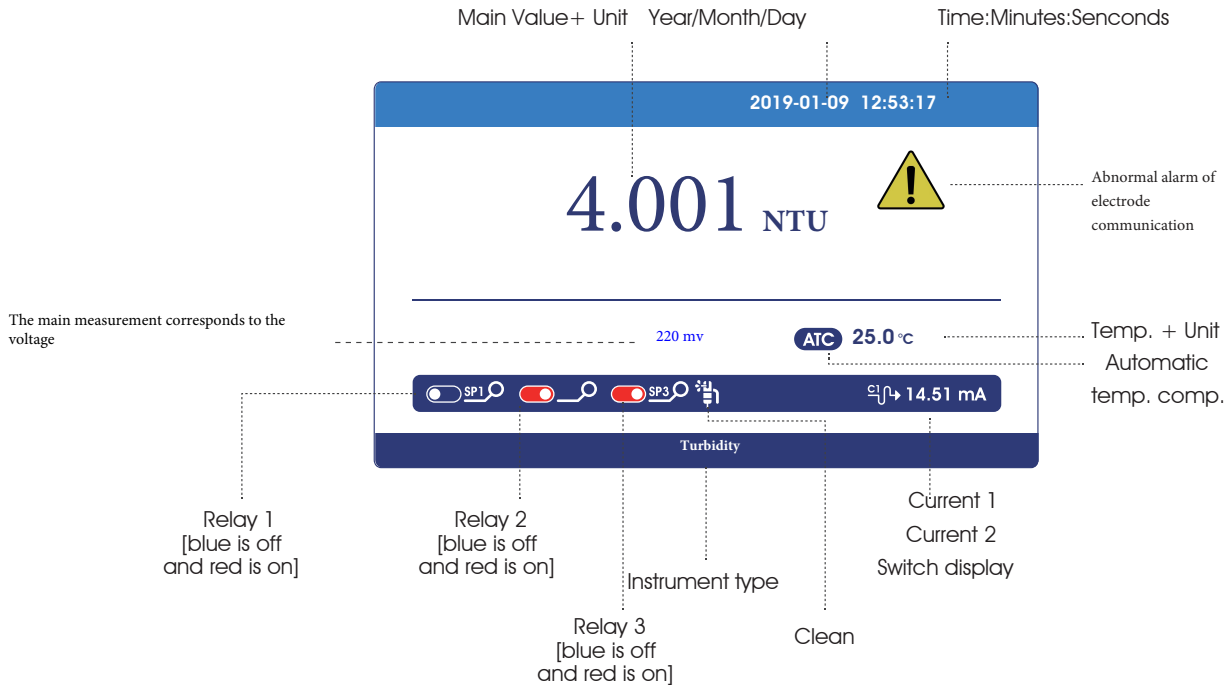 Main Value+ Unit
Year/Month/Day
Time:Minutes:Senconds
2019-01-09 12:53:17
4.001 NTU
Abnormal alarm of
electrode
communication
The main measurement corresponds to the
voltage
220 mv
ATC 25.0 °C
Temp. + Unit
Automatic
temp. comp.
SP1
SP3
C1 14.51 mA
Turbidity
Relay 1
[blue is off
and red is on]
Relay 2
[blue is off
and red is on]
Relay 3
[blue is off
and red is on]
Instrument type
Clean
Current 1
Current 2
Switch display